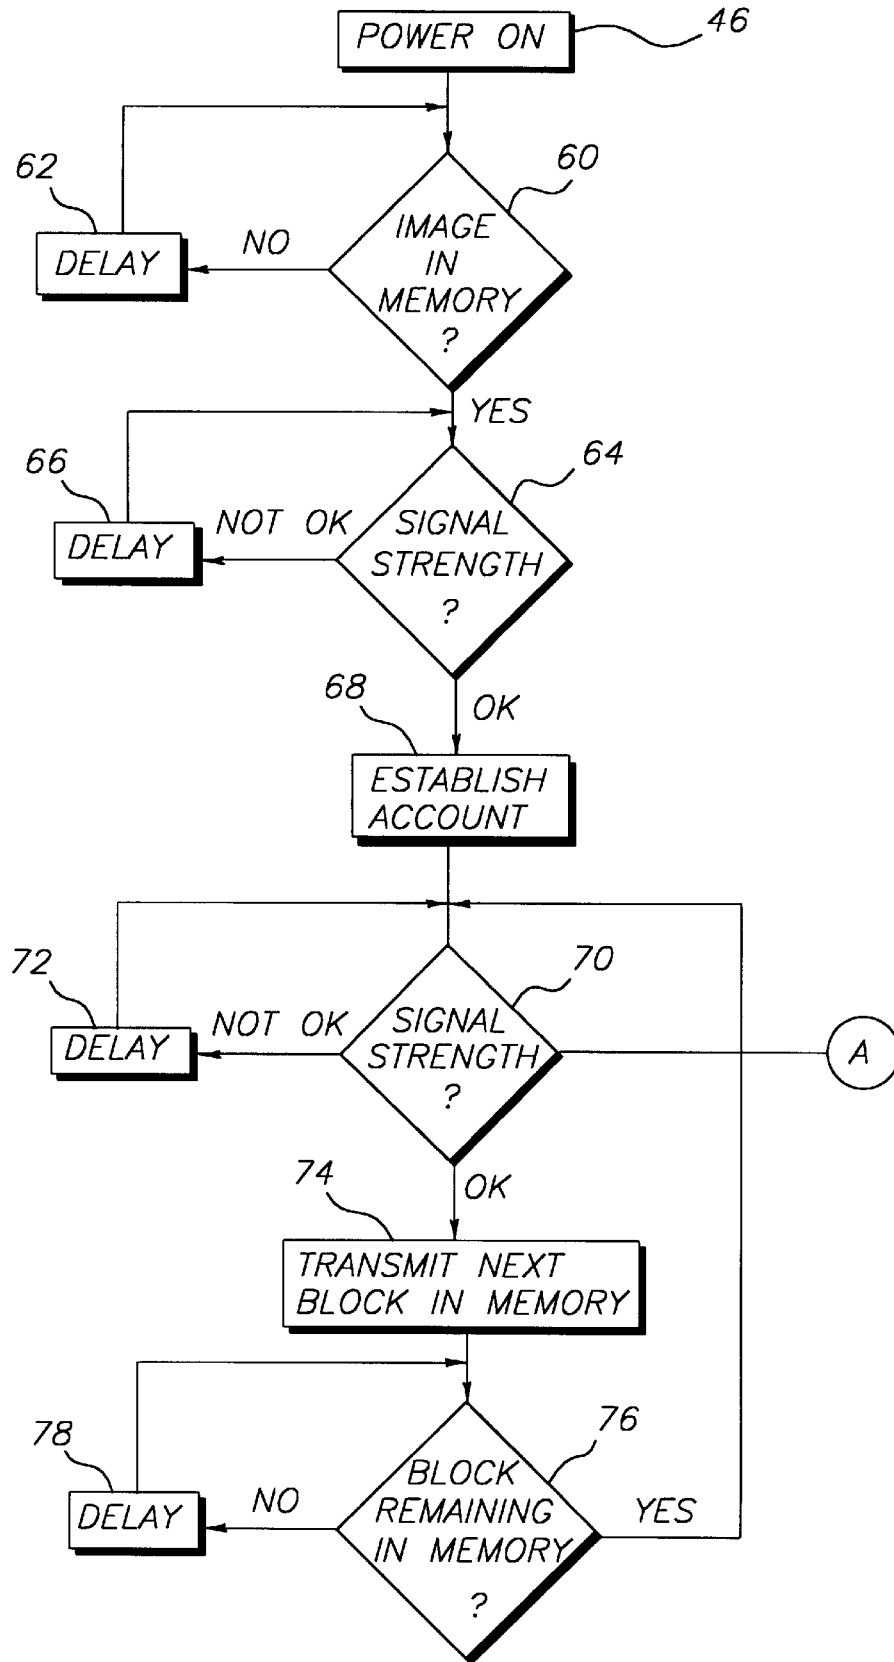 POWER ON
46
62
60
DELAY
NO
IMAGE
IN
MEMORY
?
YES
66
64
DELAY
NOT OK
SIGNAL
STRENGTH
?
68
OK
ESTABLISH
ACCOUNT
72
70
DELAY
NOT OK
SIGNAL
STRENGTH
?
A
74
OK
TRANSMIT NEXT
BLOCK IN MEMORY
78
76
DELAY
NO
BLOCK
REMAINING
IN MEMORY
?
YES